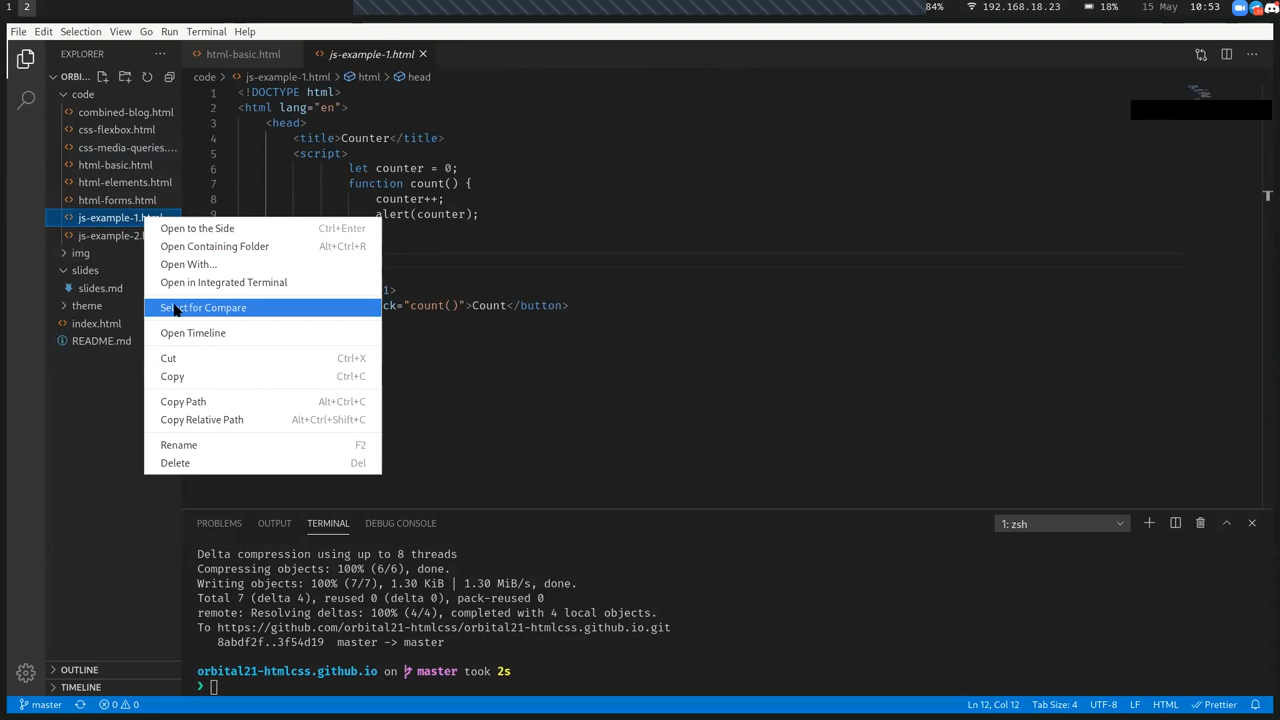 1 2 84% 192.168.18.23 18% 15 May 10:53
File Edit Selection View Go Run Terminal Help
EXPLORER ··· html-basic.html js-example-1.html
ORBI...
code > js-example-1.html > html > head
code
combined-blog.html
css-flexbox.html
css-media-queries....
html-basic.html
html-elements.html
html-forms.html
js-example-1.html
js-example-2.
img
slides
slides.md
theme
index.html
README.md
OUTLINE
TIMELINE
1 <!DOCTYPE html>
2 <html lang="en">
3 <head>
4 <title>Counter</title>
5 <script>
6 let counter = 0;
7 function count() {
8 counter++;
9 alert(counter);
1>
ck="count()">Count</button>
Open to the Side Ctrl+Enter
Open Containing Folder Alt+Ctrl+R
Open With...
Open in Integrated Terminal
Select for Compare
Open Timeline
Cut Ctrl+X
Copy Ctrl+C
Copy Path Alt+Ctrl+C
Copy Relative Path Alt+Ctrl+Shift+C
Rename F2
Delete Del
PROBLEMS OUTPUT TERMINAL DEBUG CONSOLE 1: zsh
Delta compression using up to 8 threads
Compressing objects: 100% (6/6), done.
Writing objects: 100% (7/7), 1.30 KiB | 1.30 MiB/s, done.
Total 7 (delta 4), reused 0 (delta 0), pack-reused 0
remote: Resolving deltas: 100% (4/4), completed with 4 local objects.
To https://github.com/orbital21-htmlcss/orbital21-htmlcss.github.io.git
8abdf2f..3f54d19 master -> master
orbital21-htmlcss.github.io on master took 2s
❯
master 0 0 Ln 12, Col 12 Tab Size: 4 UTF-8 LF HTML Prettier